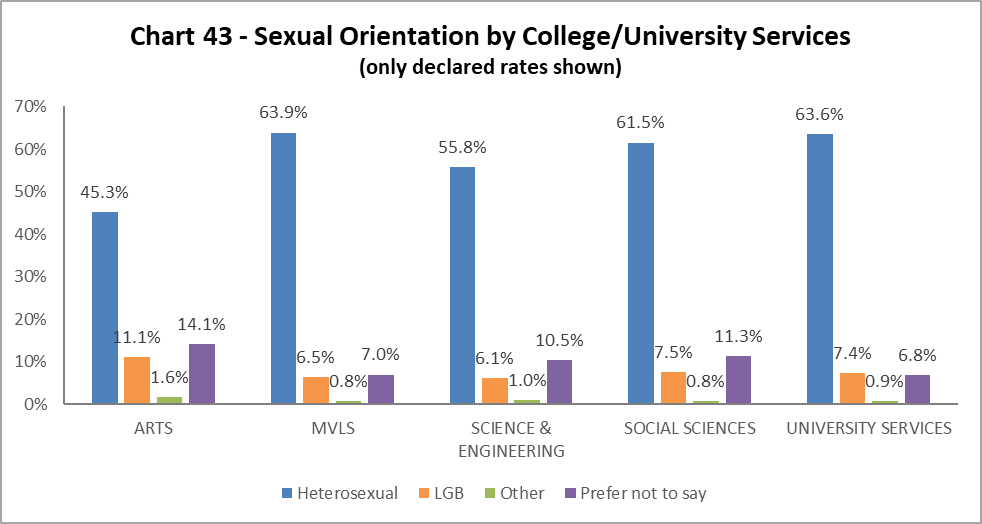 Chart 43 - Sexual Orientation by College/University Services
(only declared rates shown)
70%
60%
50%
40%
30%
20%
10%
0%
45.3%
11.1%
1.6%
14.1%
63.9%
6.5%
0.8%
7.0%
55.8%
6.1%
1.0%
10.5%
61.5%
7.5%
0.8%
11.3%
63.6%
7.4%
0.9%
6.8%
ARTS
MVLS
SCIENCE &
ENGINEERING
SOCIAL SCIENCES
UNIVERSITY SERVICES
Heterosexual
LGB
Other
Prefer not to say